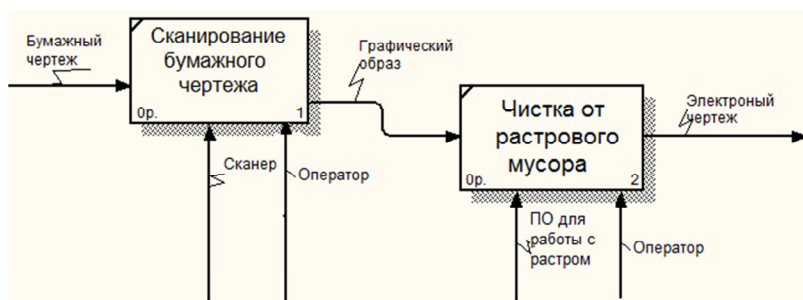 Бумажный
чертеж
Сканирование
бумажного
чертежа
0р.
1
Графический
образ
Сканер
Оператор
Чистка от
растрового
мусора
0р.
2
Электроный
чертеж
ПО для
работы с
растром
Оператор